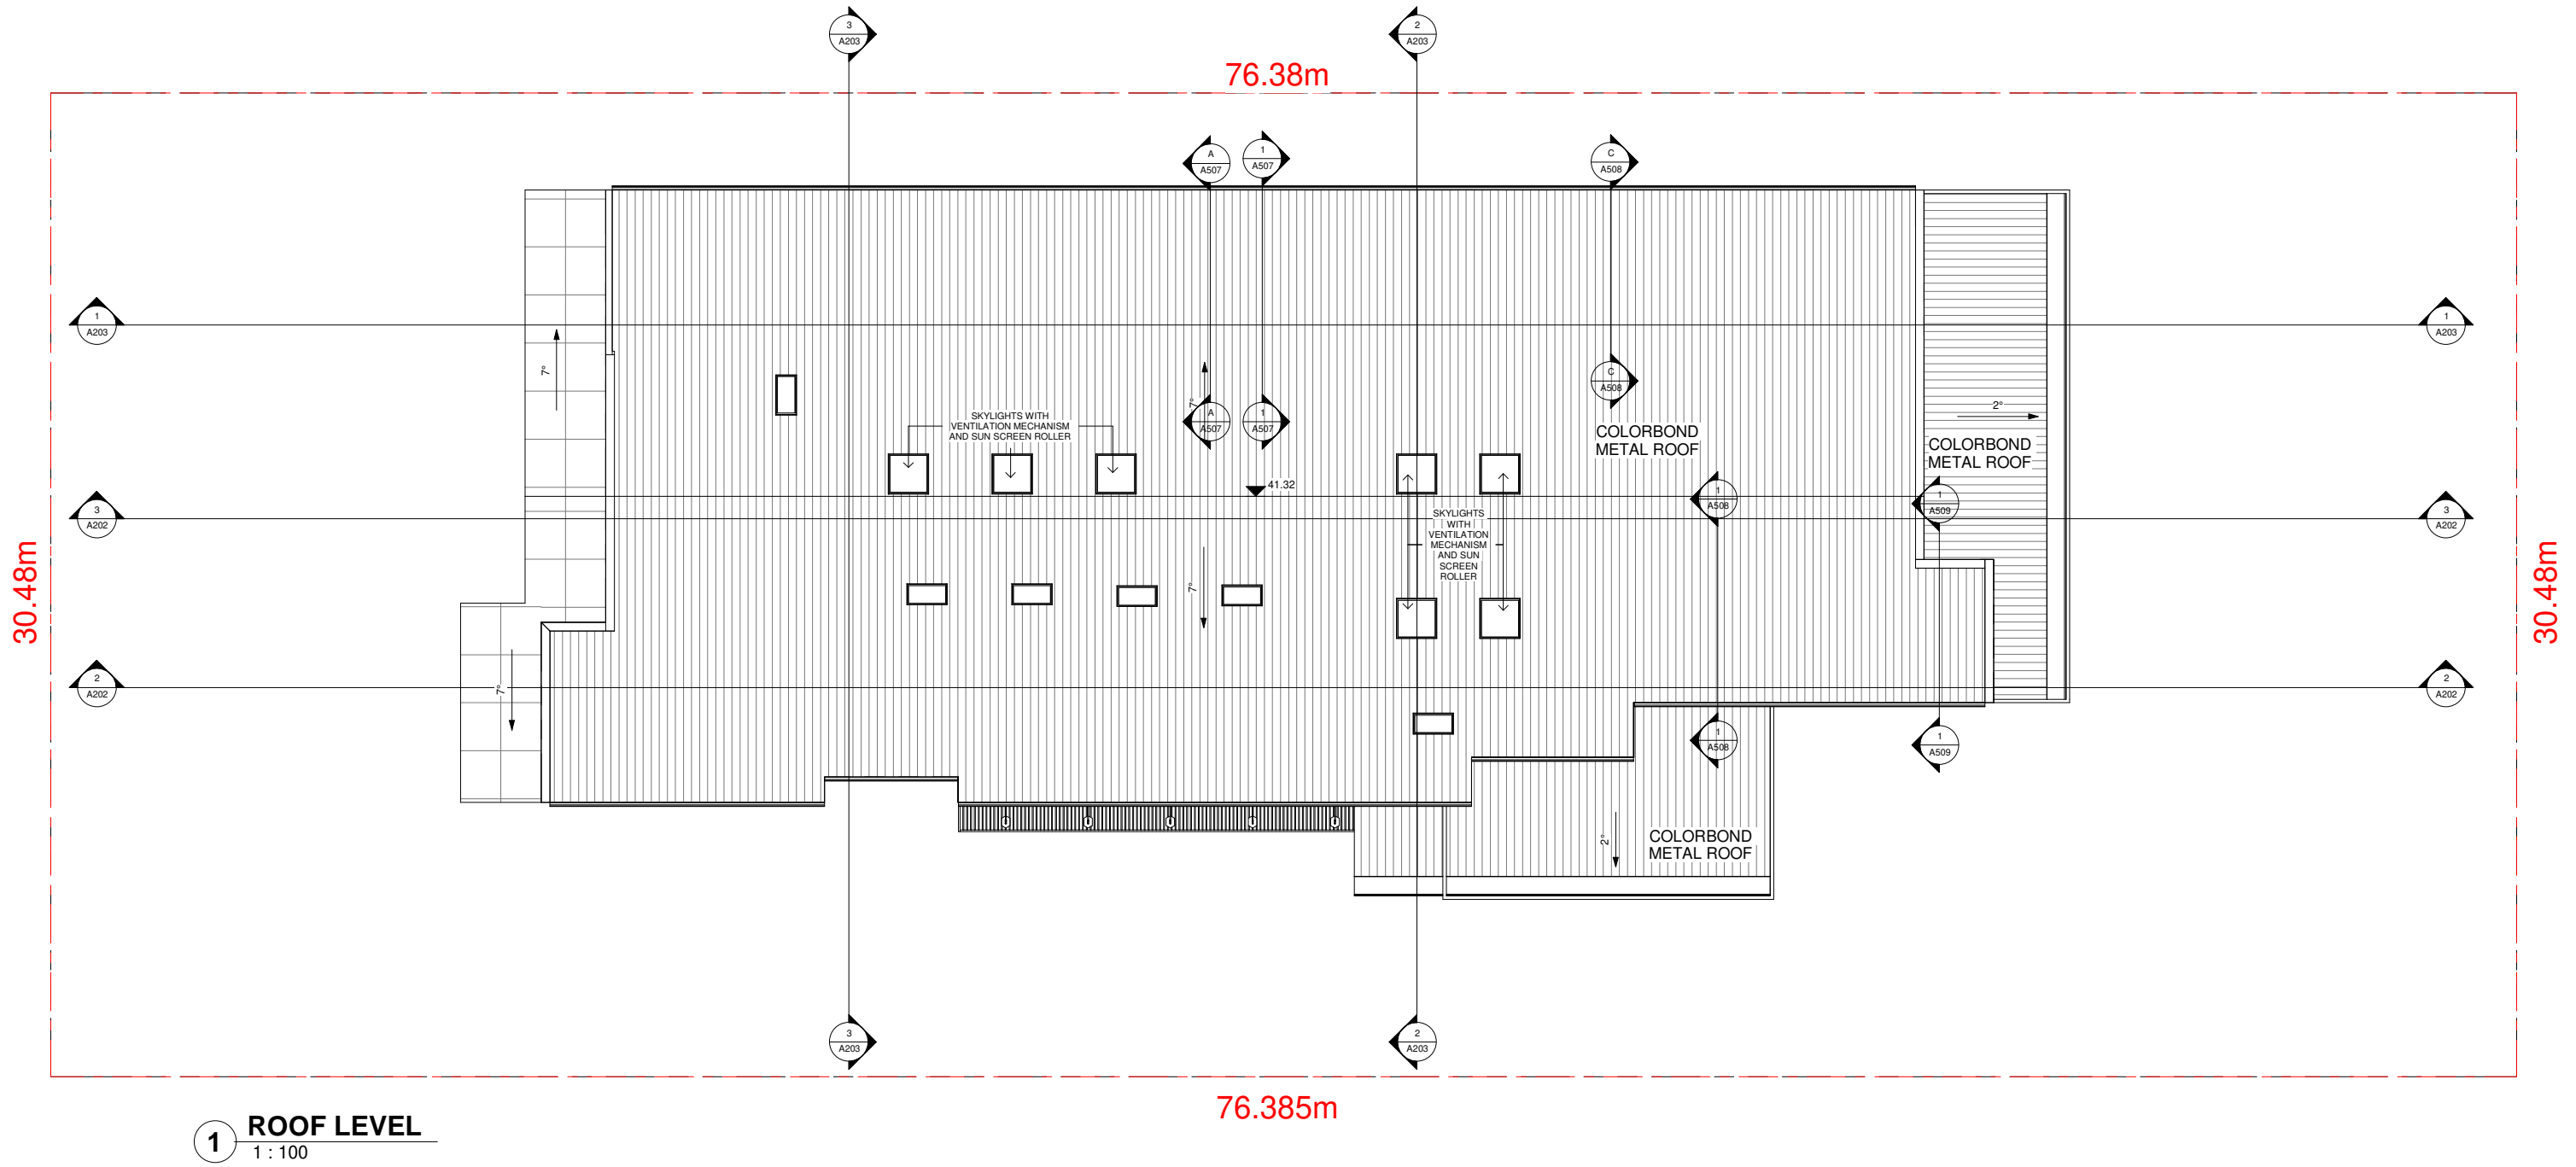 3
A203
2
A203
76.38m
A
A507
1
A507
C
A508
1
A203
1
A203
7°
C
A508
7°
2°
SKYLIGHTS WITH
VENTILATION MECHANISM
AND SUN SCREEN ROLLER
A
A507
1
A507
COLORBOND
METAL ROOF
COLORBOND
METAL ROOF
41.32
1
A508
1
A509
3
A202
3
A202
SKYLIGHTS
WITH
VENTILATION
MECHANISM
AND SUN
SCREEN
ROLLER
30.48m
30.48m
7°
2
A202
7°
2
A202
1
A508
1
A509
2°
COLORBOND
METAL ROOF
3
A203
2
A203
76.385m
1
ROOF LEVEL
1 : 100